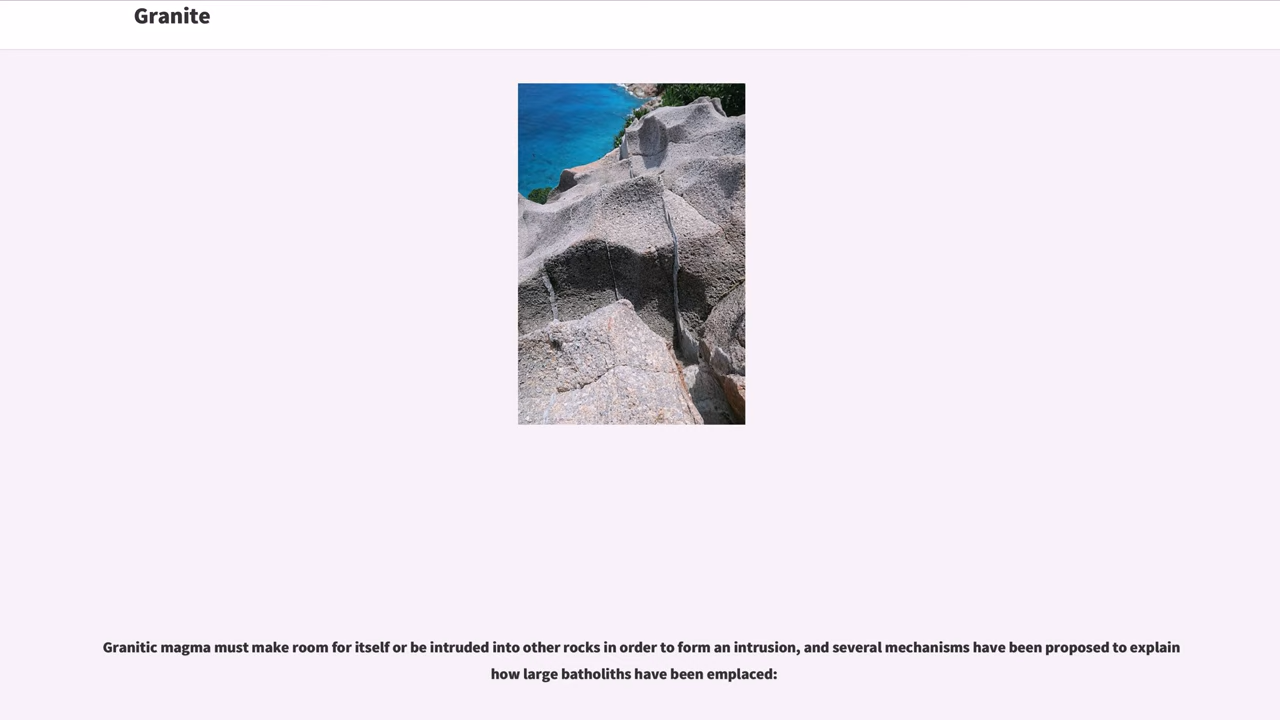 Granite
Granitic magma must make room for itself or be intruded into other rocks in order to form an intrusion, and several mechanisms have been proposed to explain
how large batholiths have been emplaced: